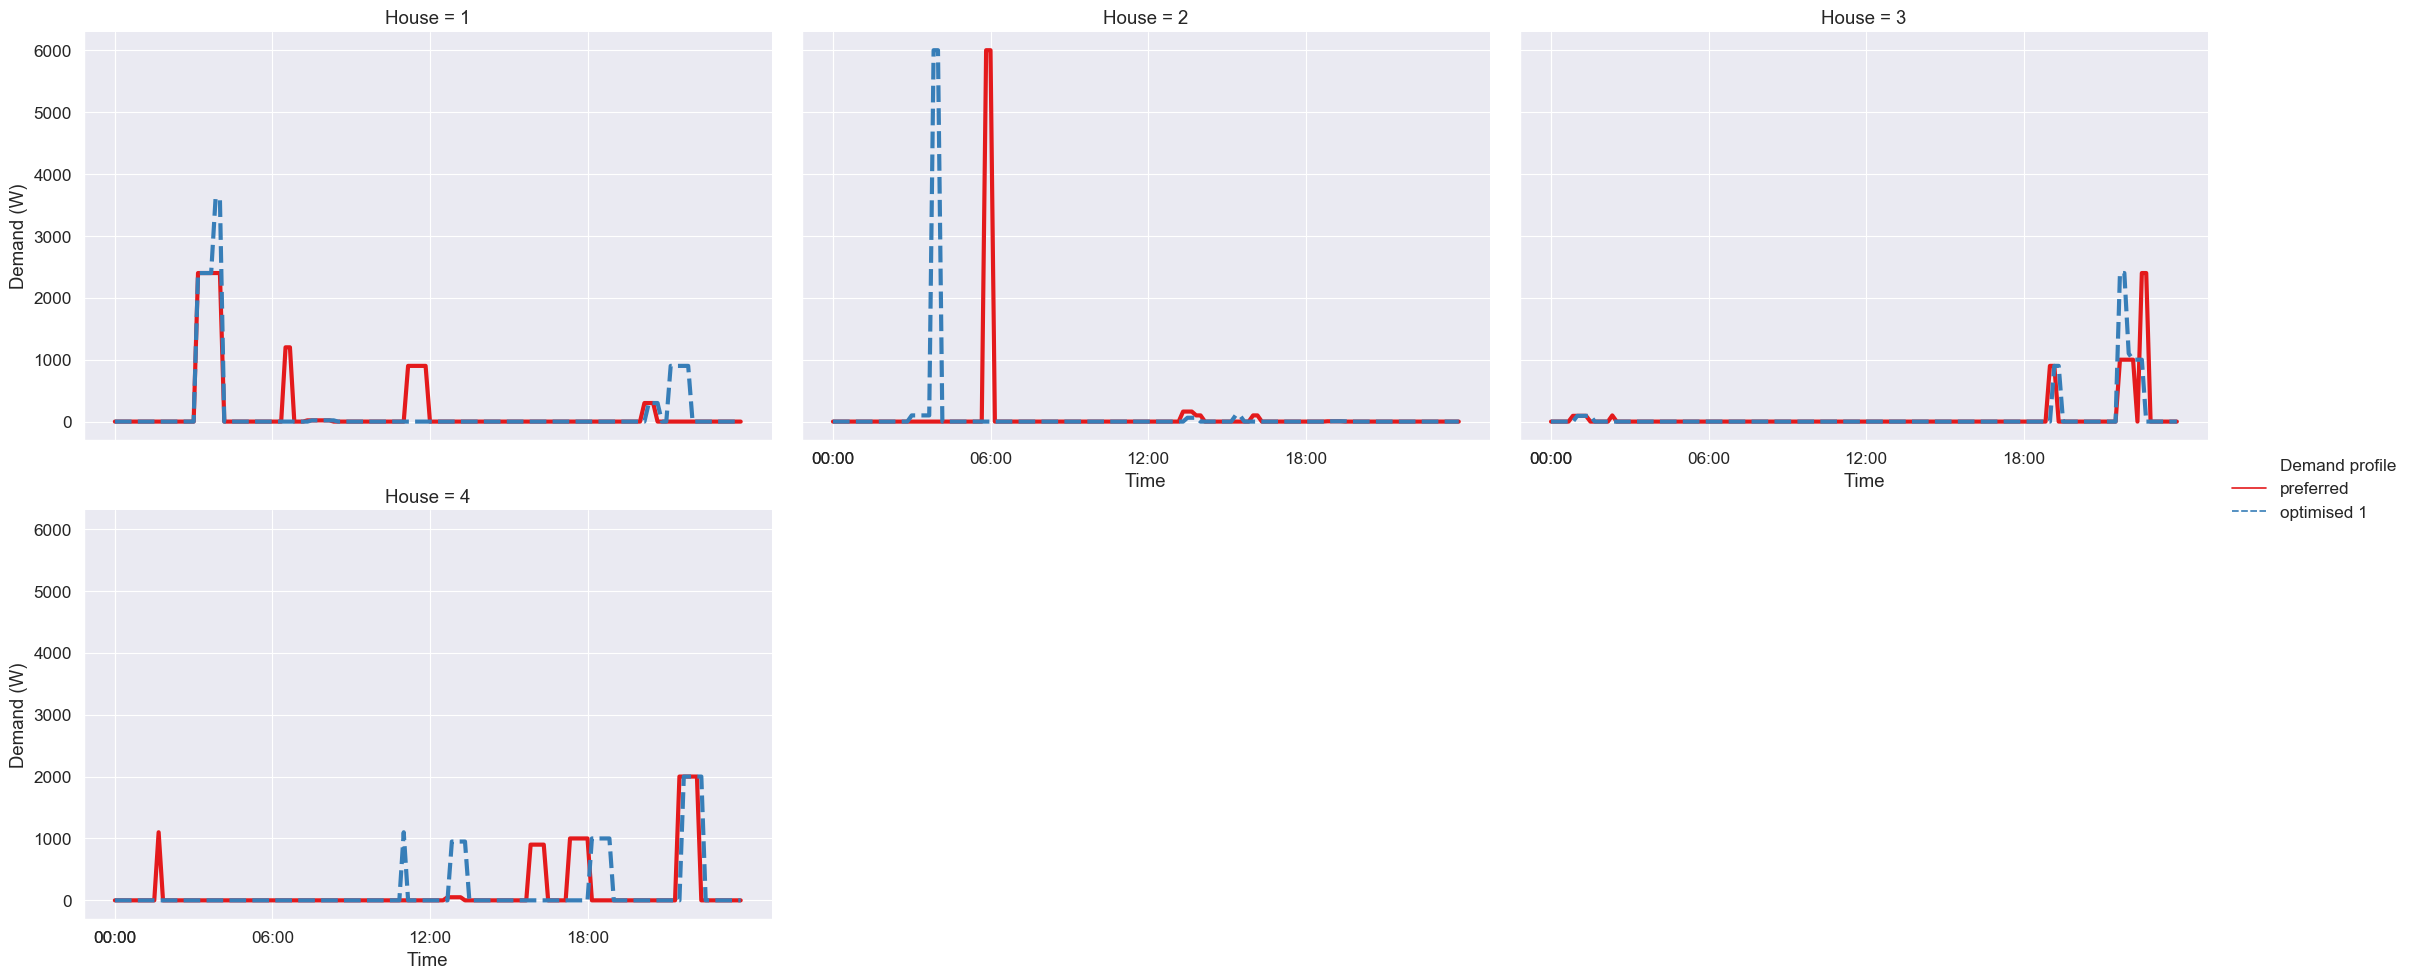 House = 1
House = 2
House = 3
6000
5000
4000
3000
2000
1000
0
Demand (W)
00:00
06:00
12:00
18:00
Time
00:00
06:00
12:00
18:00
Time
Demand profile
preferred
optimised 1
House = 4
6000
5000
4000
3000
2000
1000
0
Demand (W)
00:00
06:00
12:00
18:00
Time